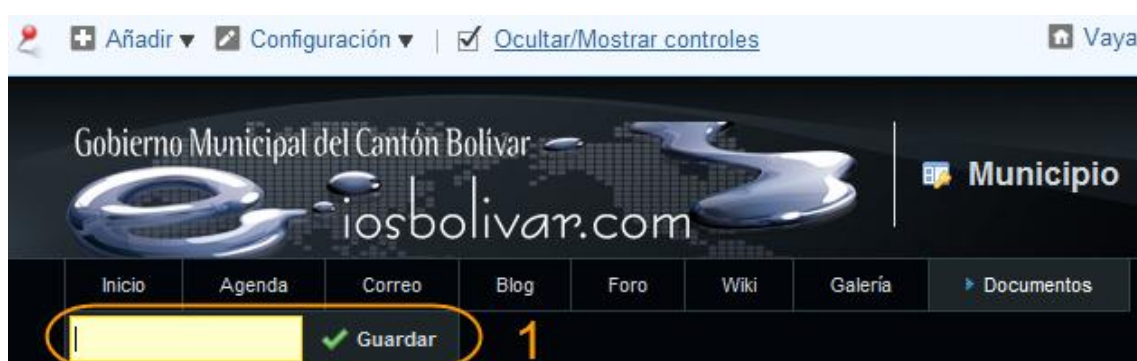 Añadir Configuración | Ocultar/Mostrar controles Vaya
Gobierno Municipal del Cantón Bolívar
e-iosbolivar.com
Municipio
Inicio Agenda Correo Blog Foro Wiki Galería Documentos
Guardar 1